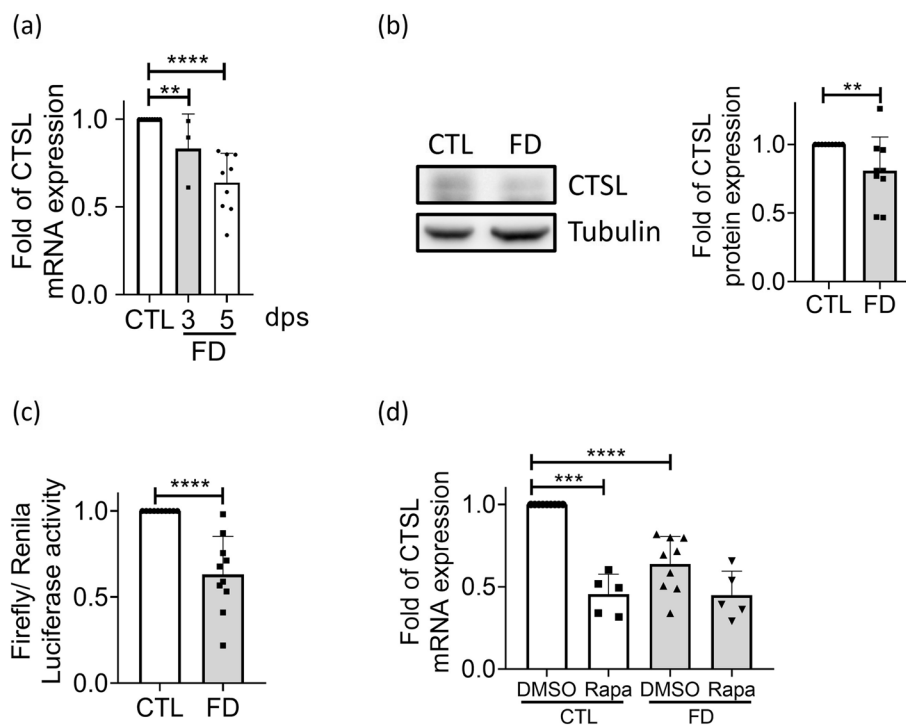 (a)
Fold of CTSL
mRNA expression
****
**
1.0
0.5
0.0
CTL 3 5 dps
FD
(b)
CTL FD
CTSL
Tubulin
Fold of CTSL
protein expression
**
1.0
0.5
0.0
CTL FD
(c)
Firefly/ Renila
Luciferase activity
****
1.0
0.5
0.0
CTL FD
(d)
Fold of CTSL
mRNA expression
****
***
1.0
0.5
0.0
DMSO Rapa DMSO Rapa
CTL FD